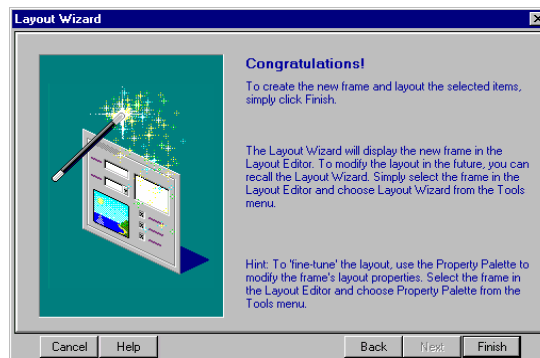 Layout Wizard
Congratulations!
To create the new frame and layout the selected items,
simply click Finish.
The Layout Wizard will display the new frame in the
Layout Editor. To modify the layout in the future, you can
recall the Layout Wizard. Simply select the frame in the
Layout Editor and choose Layout Wizard from the Tools
menu.
Hint: To 'fine-tune' the layout, use the Property Palette to
modify the frame's layout properties. Select the frame in
the Layout Editor and choose Property Palette from the
Tools menu.
Cancel Help Back Next Finish